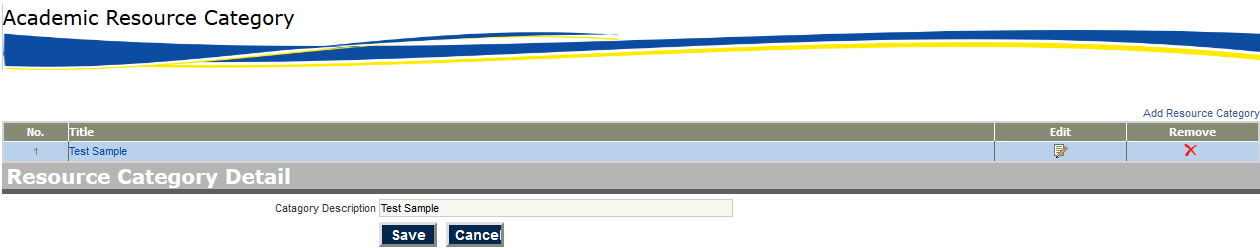 Academic Resource Category
Add Resource Category
No. Title Edit Remove
1 Test Sample
Resource Category Detail
Catagory Description Test Sample
Save Cancel